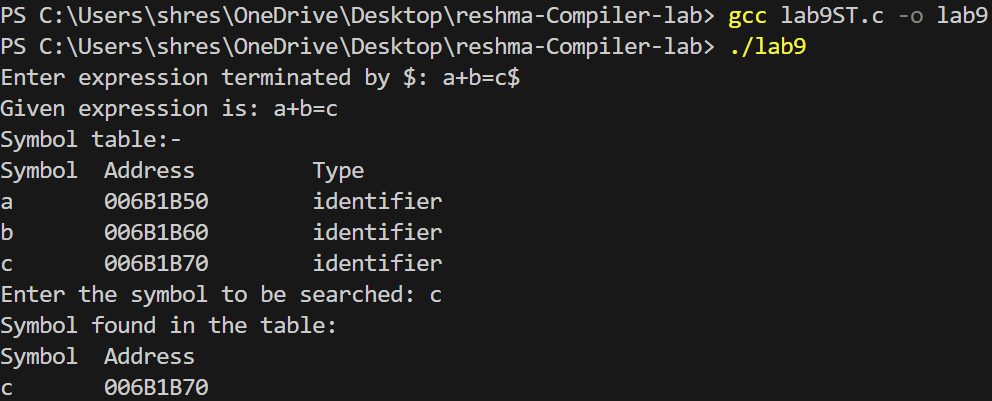 PS C:\Users\shres\OneDrive\Desktop\reshma-Compiler-lab> gcc lab9ST.c -o lab9
PS C:\Users\shres\OneDrive\Desktop\reshma-Compiler-lab> ./lab9
Enter expression terminated by $: a+b=c$
Given expression is: a+b=c
Symbol table:-
Symbol  Address         Type
a       006B1B50        identifier
b       006B1B60        identifier
c       006B1B70        identifier
Enter the symbol to be searched: c
Symbol found in the table:
Symbol  Address
c       006B1B70